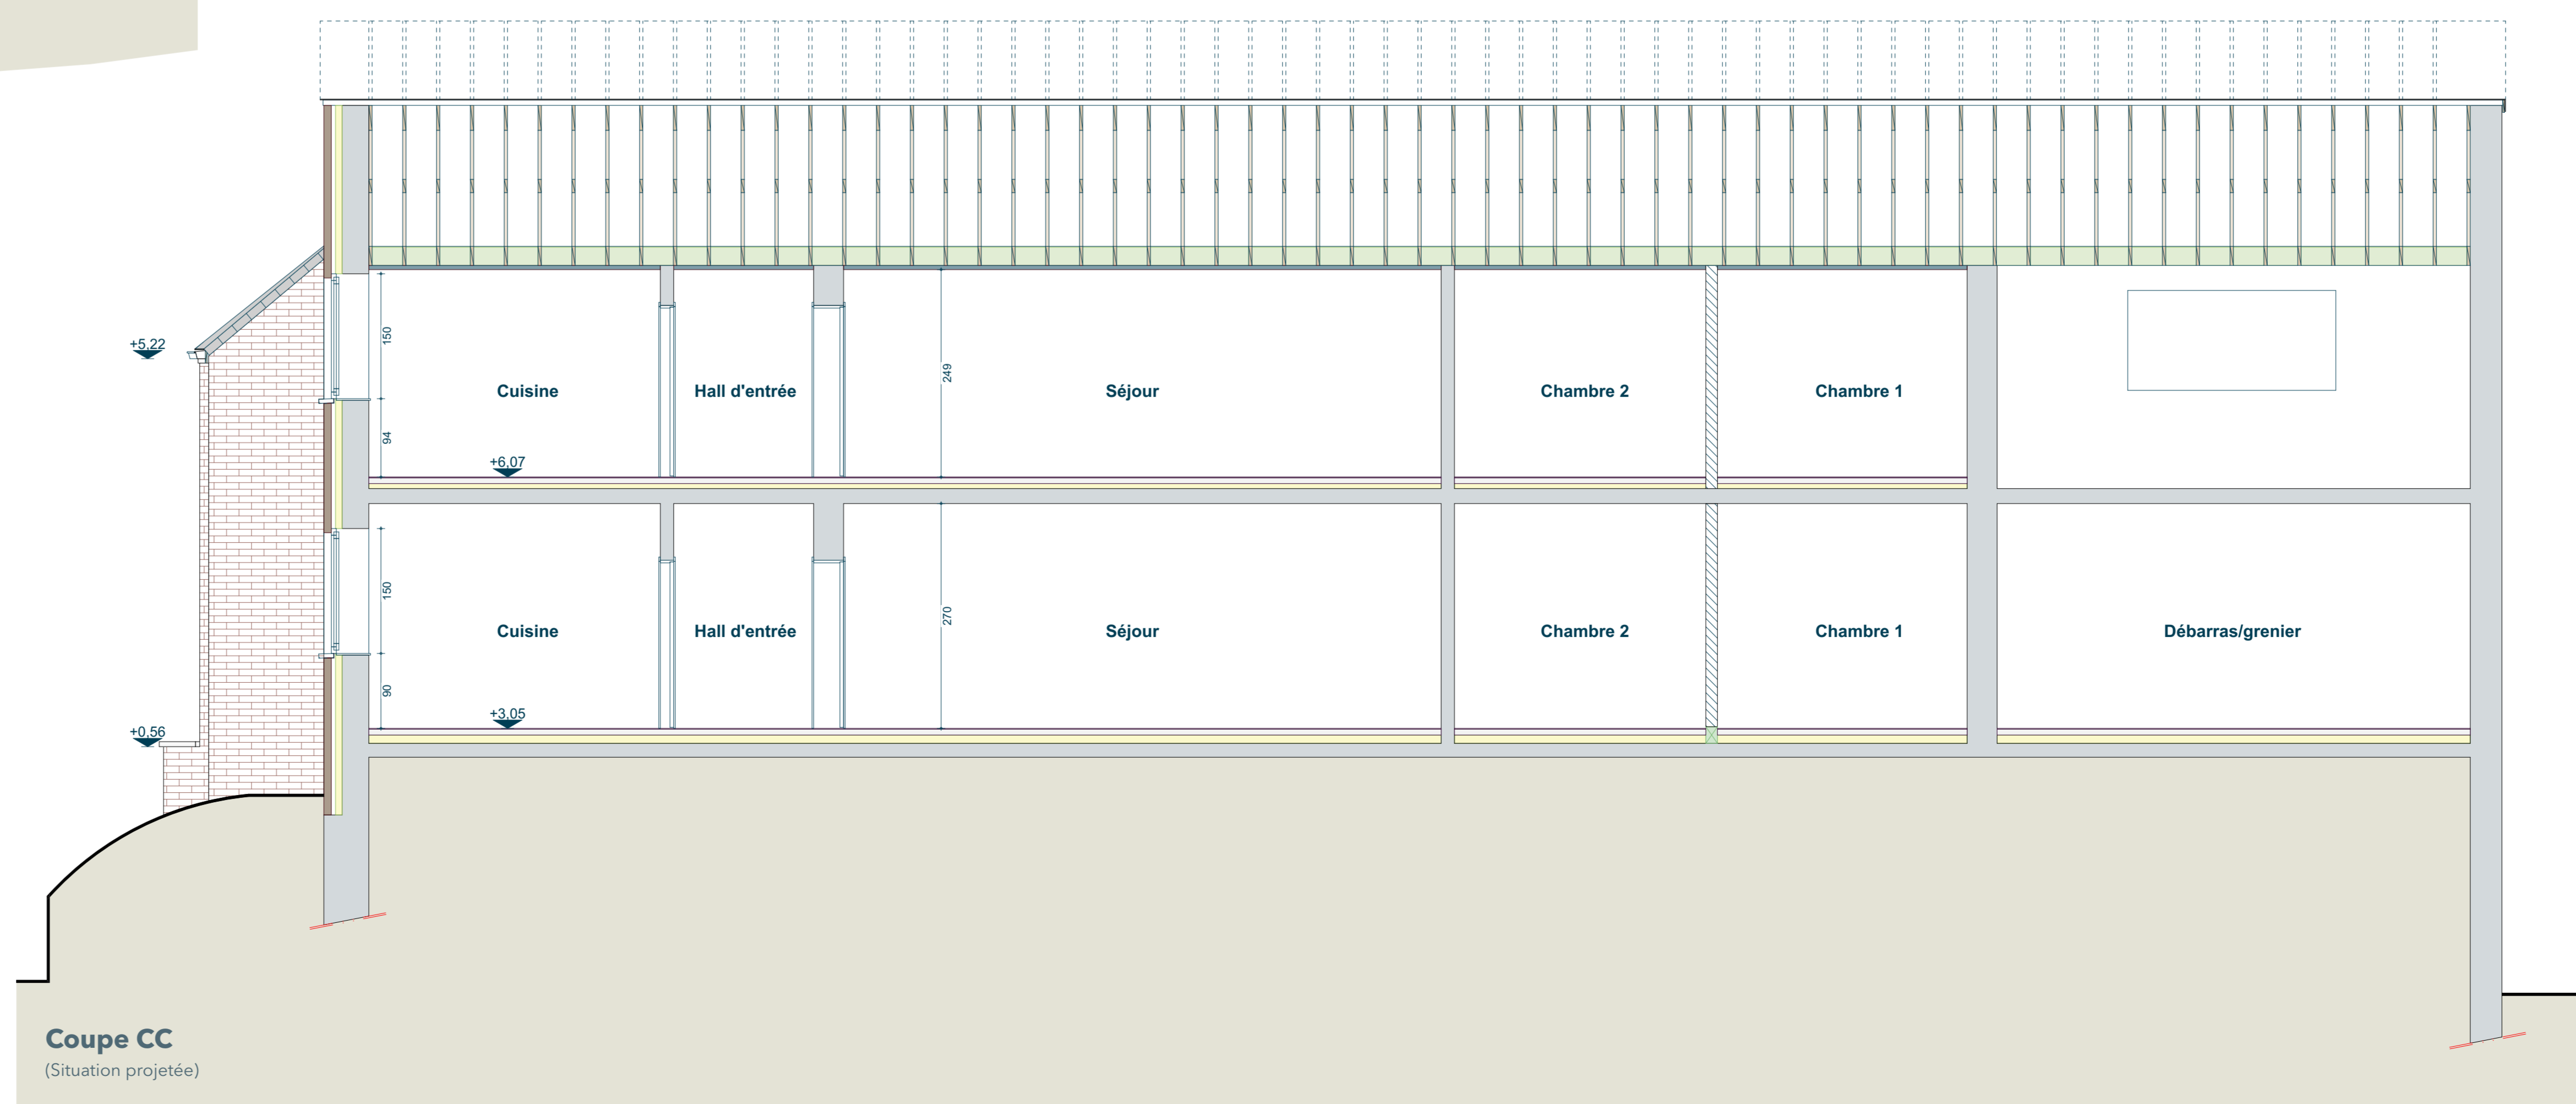 +5,22
150
249
Cuisine
Hall d'entrée
Séjour
Chambre 2
Chambre 1
94
+6,07
150
270
Cuisine
Hall d'entrée
Séjour
Chambre 2
Chambre 1
Débarras/grenier
90
+3,05
+0,56
Coupe CC
(Situation projetée)